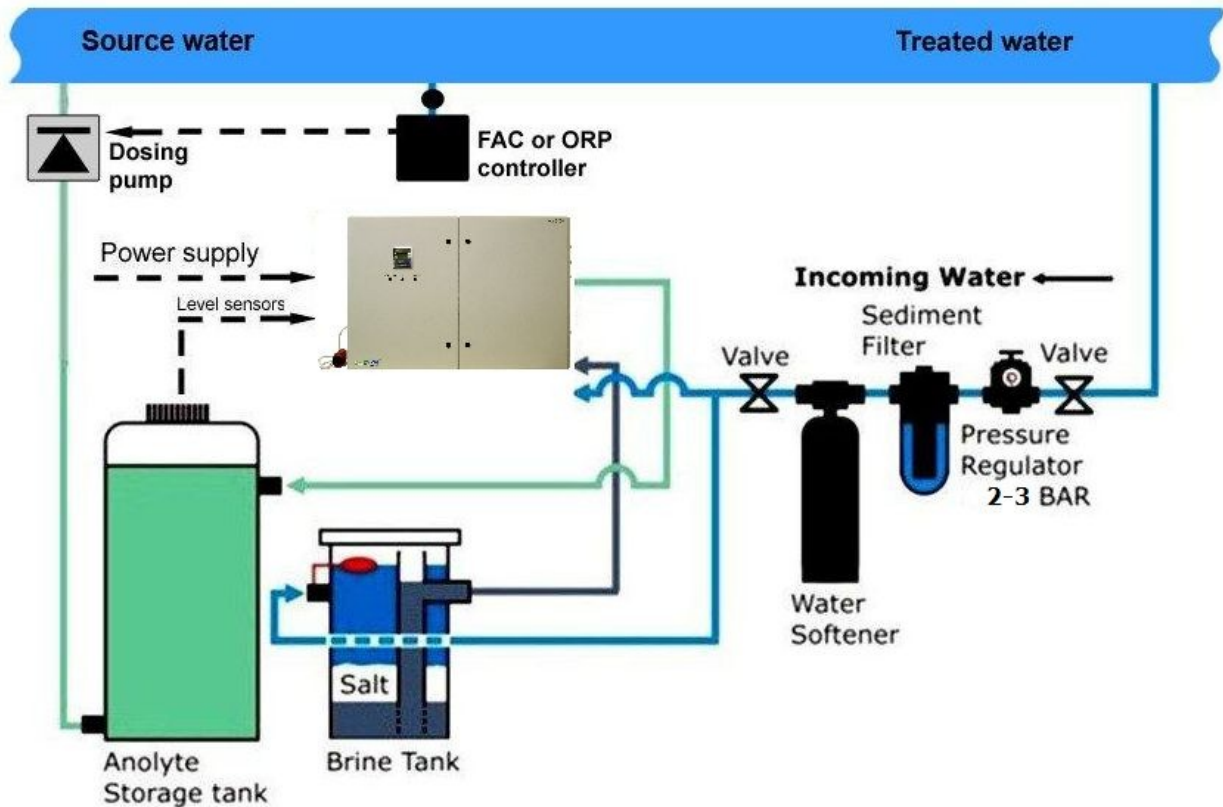 Source water
Treated water
Dosing
pump
FAC or ORP
controller
Power supply
Level sensors
Incoming Water
Sediment
Filter
Valve
Valve
Pressure
Regulator
2-3 BAR
Water
Softener
Salt
Brine Tank
Anolyte
Storage tank